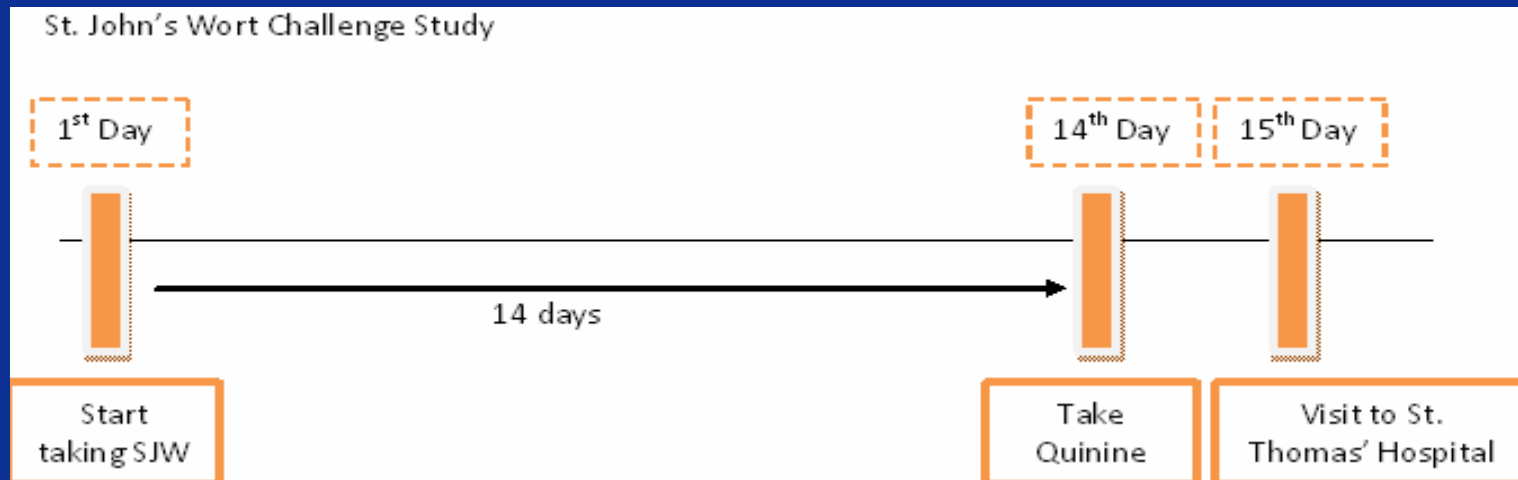 St. John’s Wort Challenge Study
1st Day
14th Day
15th Day
14 days
Start
taking SJW
Take
Quinine
Visit to St.
Thomas’ Hospital